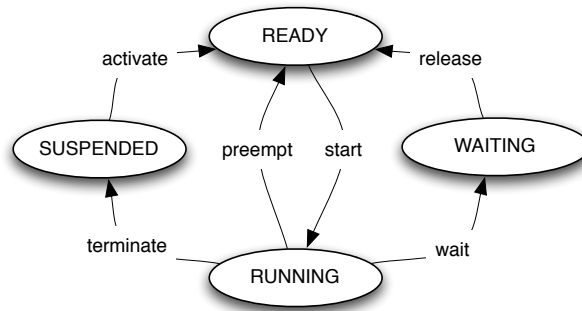 READY
activate
release
SUSPENDED
preempt
start
WAITING
terminate
wait
RUNNING